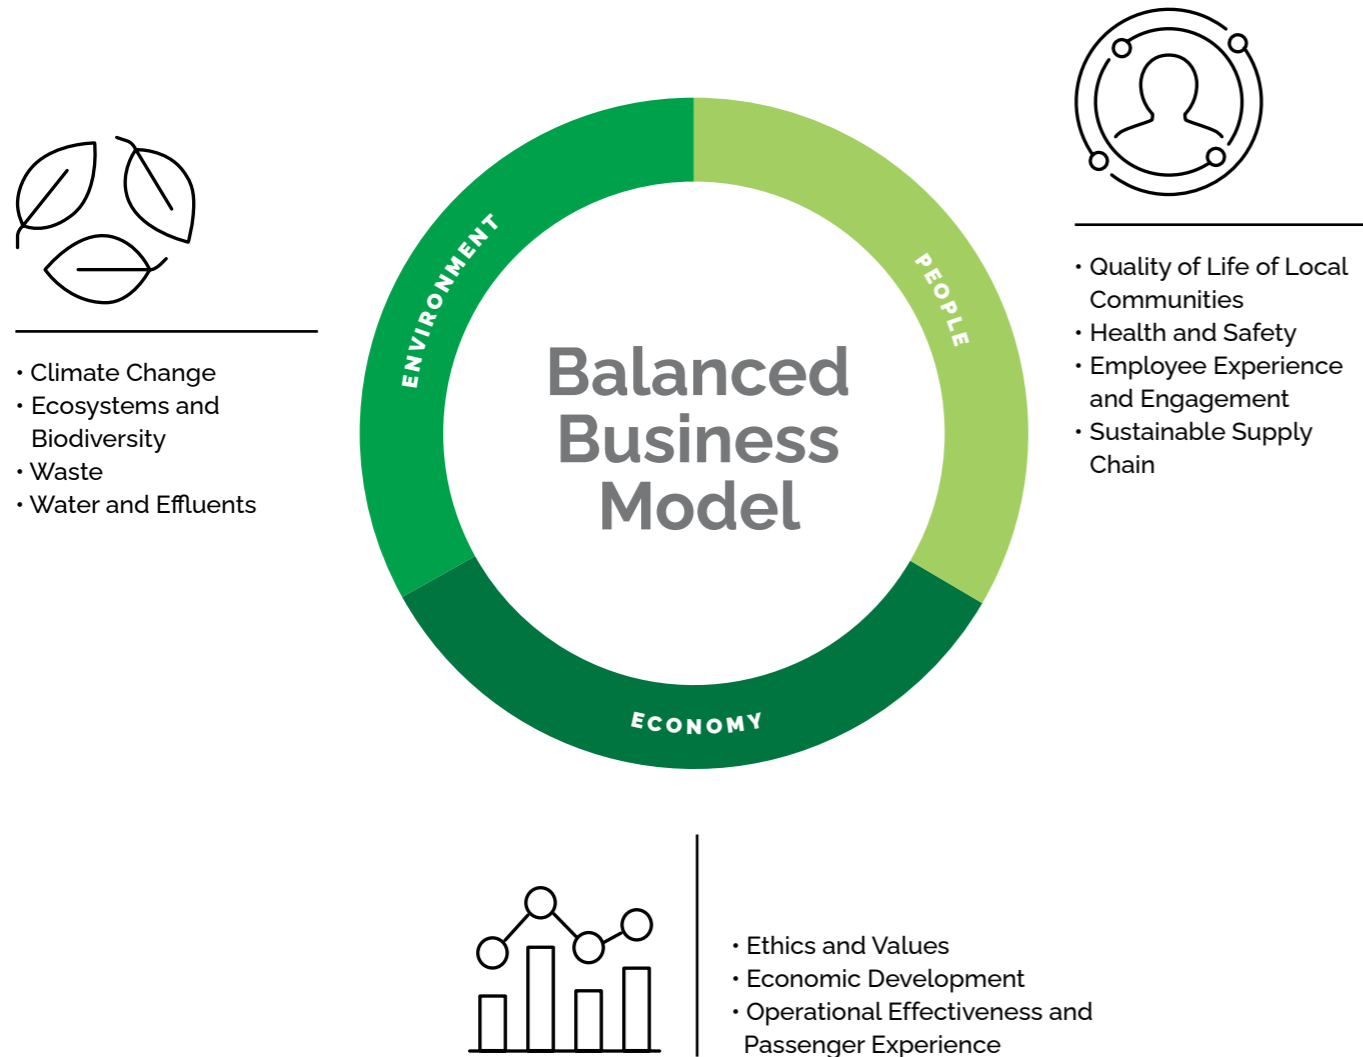 ENVIRONMENT
PEOPLE
ECONOMY
Balanced
Business
Model
• Climate Change
• Ecosystems and
Biodiversity
• Waste
• Water and Effluents
• Quality of Life of Local
Communities
• Health and Safety
• Employee Experience
and Engagement
• Sustainable Supply
Chain
• Ethics and Values
• Economic Development
• Operational Effectiveness and
Passenger Experience